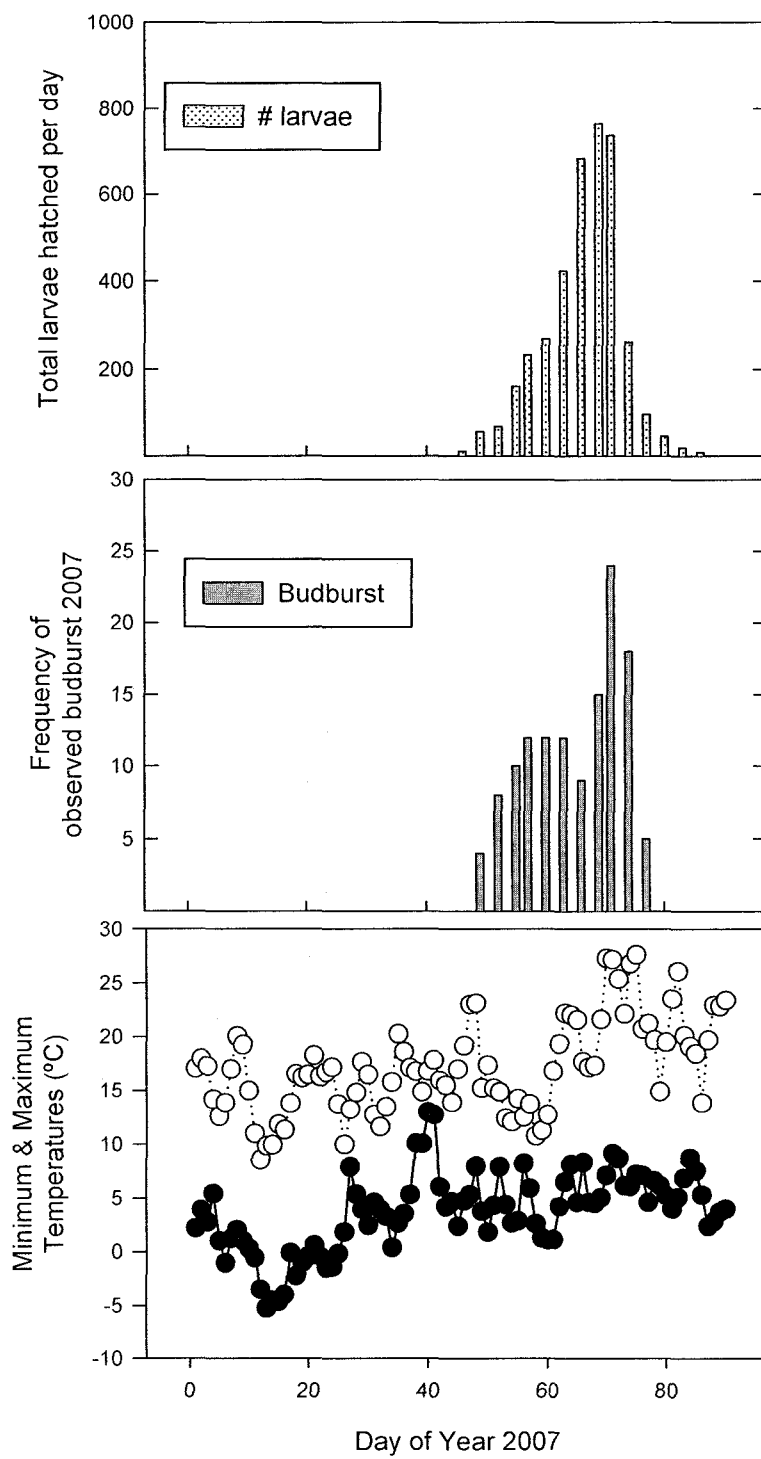 1000
800
600
400
200
Total larvae hatched per day
# larvae
30
25
20
15
10
5
Frequency of
observed budburst 2007
Budburst
30
25
20
15
10
5
0
-5
-10
Minimum & Maximum
Temperatures (ºC)
0 20 40 60 80
Day of Year 2007